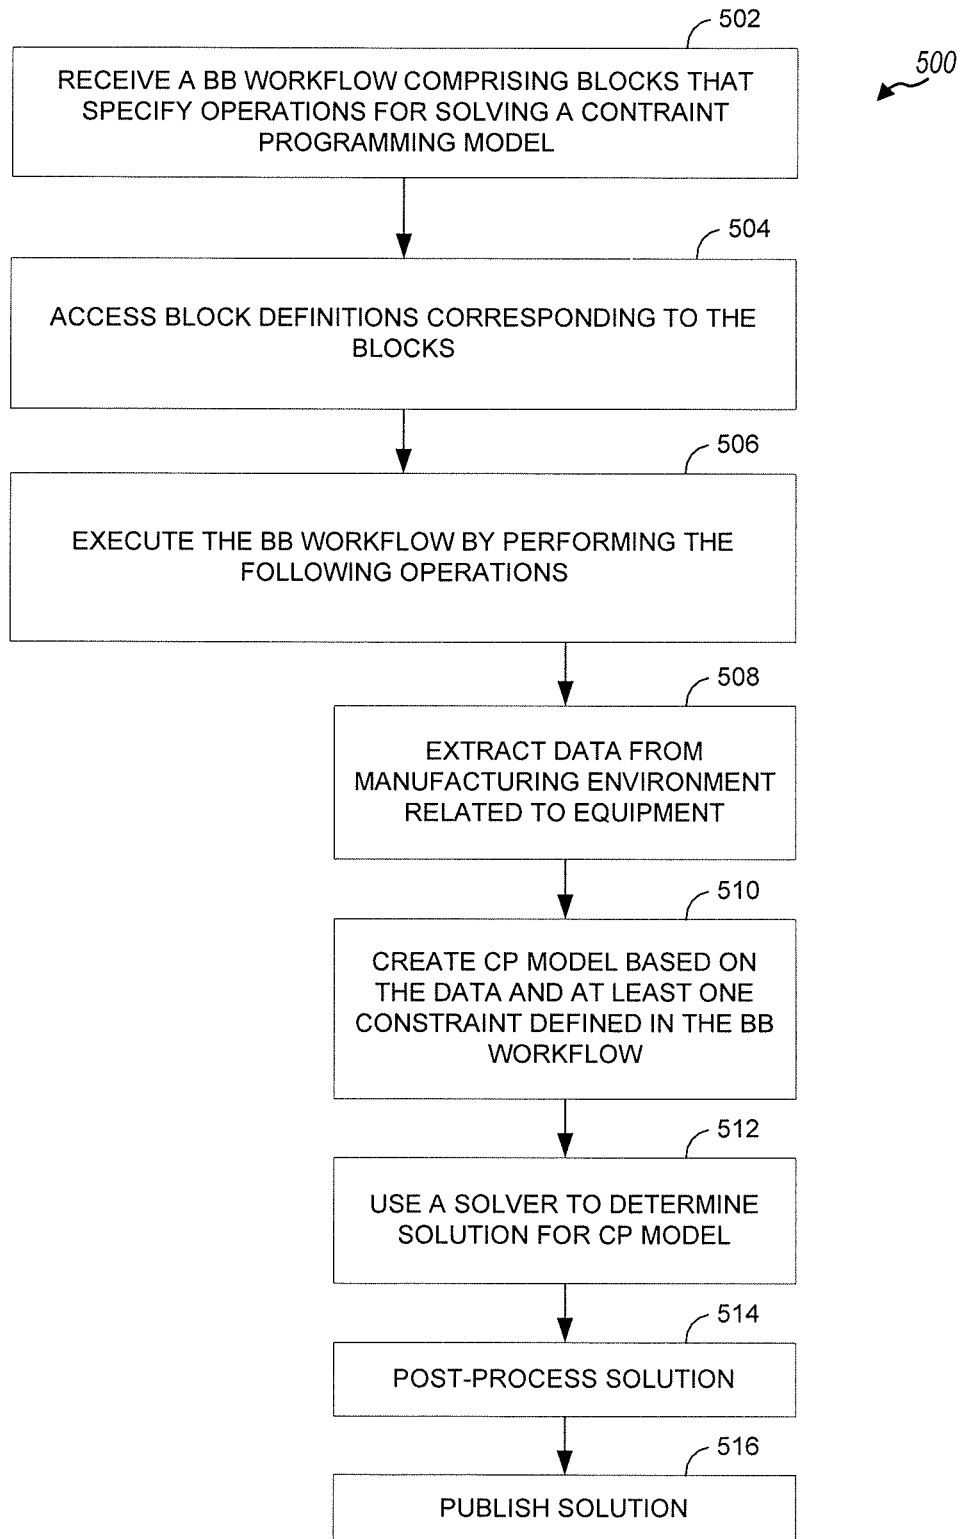 502
500
RECEIVE A BB WORKFLOW COMPRISING BLOCKS THAT
SPECIFY OPERATIONS FOR SOLVING A CONTRAINT
PROGRAMMING MODEL
504
ACCESS BLOCK DEFINITIONS CORRESPONDING TO THE
BLOCKS
506
EXECUTE THE BB WORKFLOW BY PERFORMING THE
FOLLOWING OPERATIONS
508
EXTRACT DATA FROM
MANUFACTURING ENVIRONMENT
RELATED TO EQUIPMENT
510
CREATE CP MODEL BASED ON
THE DATA AND AT LEAST ONE
CONSTRAINT DEFINED IN THE BB
WORKFLOW
512
USE A SOLVER TO DETERMINE
SOLUTION FOR CP MODEL
514
POST-PROCESS SOLUTION
516
PUBLISH SOLUTION